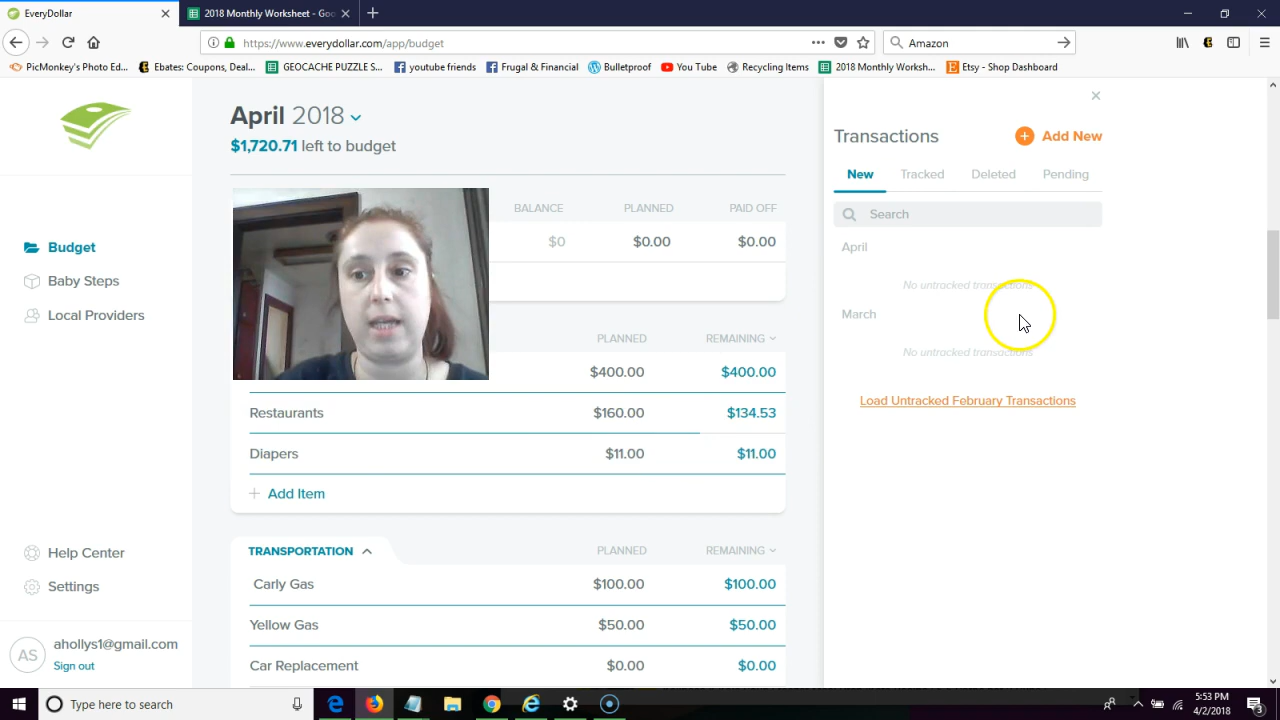 EveryDollar
2018 Monthly Worksheet - Goo
https://www.everydollar.com/app/budget
Amazon
PicMonkey's Photo Ed...
Ebates: Coupons, Deal...
GEOCACHE PUZZLE S...
youtube friends
Frugal & Financial
Bulletproof
You Tube
Recycling Items
2018 Monthly Worksh...
Etsy - Shop Dashboard
Budget
Baby Steps
Local Providers
Help Center
Settings
AS
ahollys1@gmail.com
Sign out
April 2018
$1,720.71 left to budget
BALANCE PLANNED PAID OFF
$0 $0.00 $0.00
PLANNED REMAINING
$400.00 $400.00
Restaurants $160.00 $134.53
Diapers $11.00 $11.00
+ Add Item
TRANSPORTATION PLANNED REMAINING
Carly Gas $100.00 $100.00
Yellow Gas $50.00 $50.00
Car Replacement $0.00 $0.00
Transactions
+ Add New
New Tracked Deleted Pending
Search
April
No untracked transactions
March
No untracked transactions
Load Untracked February Transactions
Type here to search
5:53 PM
4/2/2018
3